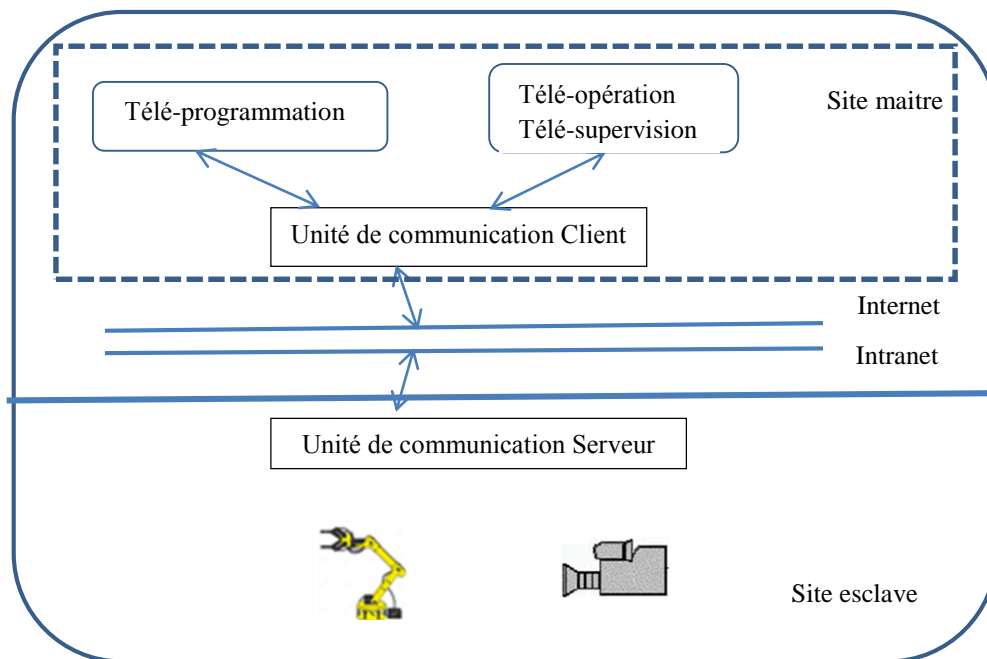 Télé-programmation
Télé-opération
Télé-supervision
Site maitre
Unité de communication Client
Internet
Intranet
Unité de communication Serveur
Site esclave